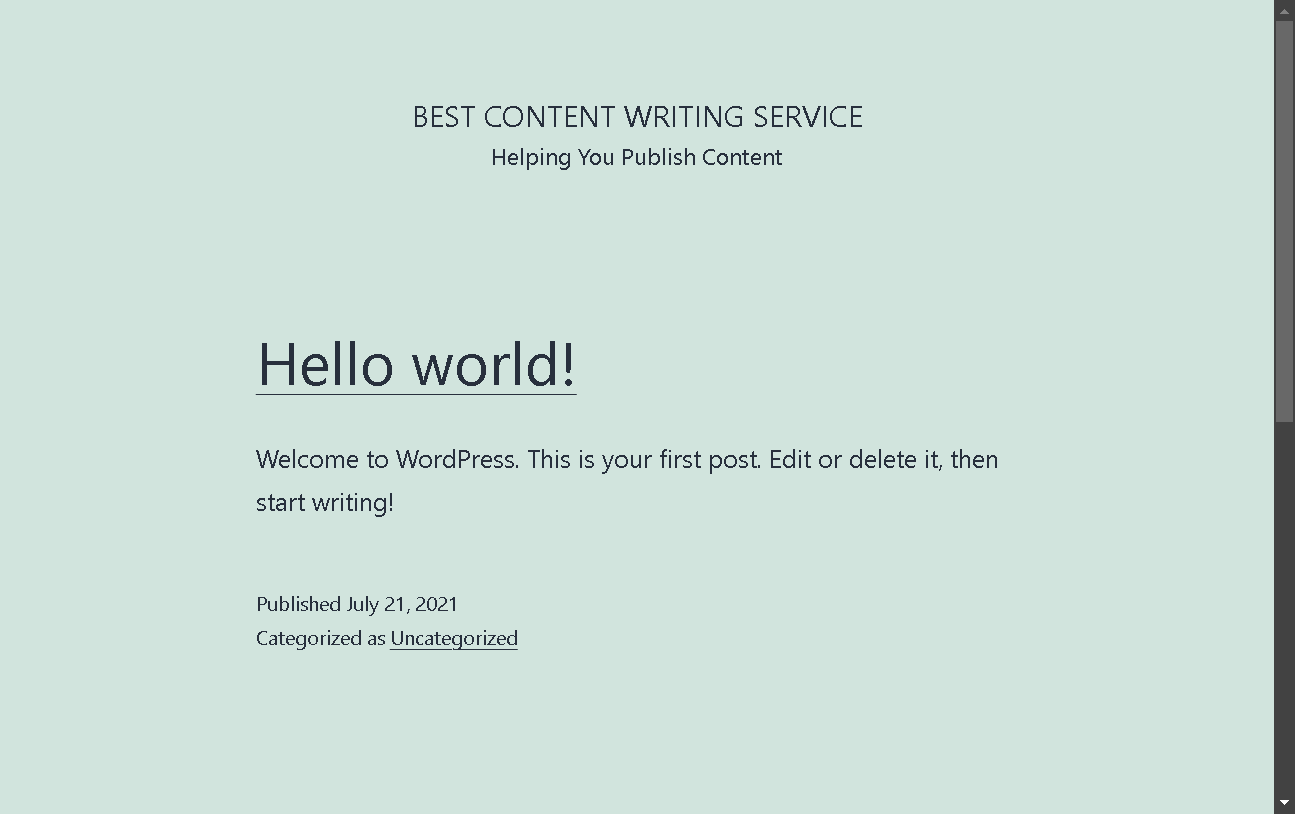 BEST CONTENT WRITING SERVICE
Helping You Publish Content
Hello world!
Welcome to WordPress. This is your first post. Edit or delete it, then
start writing!
Published July 21, 2021
Categorized as Uncategorized